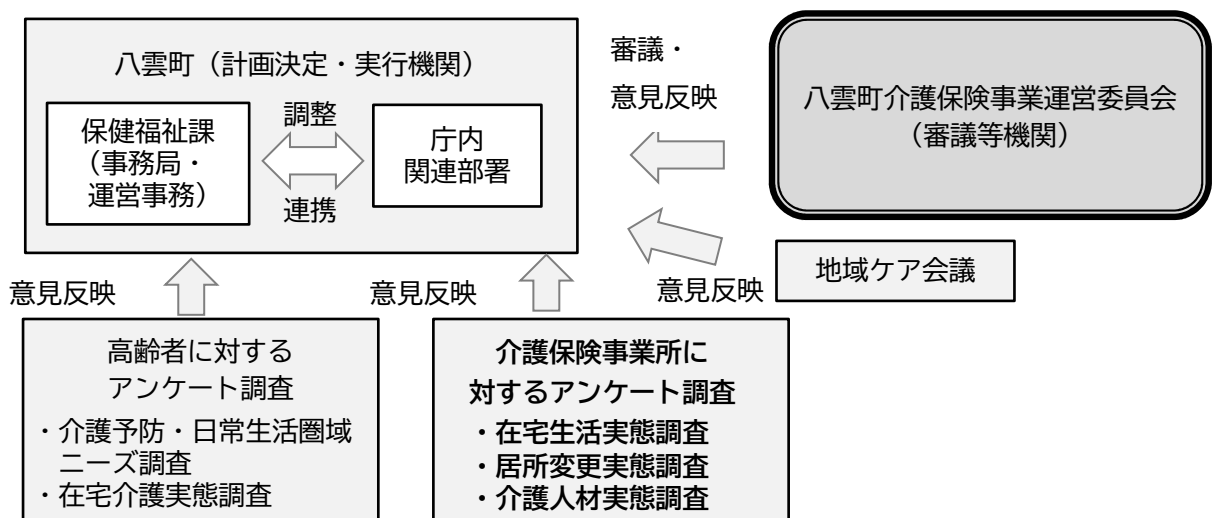 八雲町（計画決定・実行機関）
保健福祉課
（事務局・
運営事務）
調整
連携
庁内
関連部署
審議・
意見反映
八雲町介護保険事業運営委員会
（審議等機関）
地域ケア会議
意見反映
意見反映
意見反映
高齢者に対する
アンケート調査
・介護予防・日常生活圏域
ニーズ調査
・在宅介護実態調査
介護保険事業所に
対するアンケート調査
・在宅生活実態調査
・居所変更実態調査
・介護人材実態調査